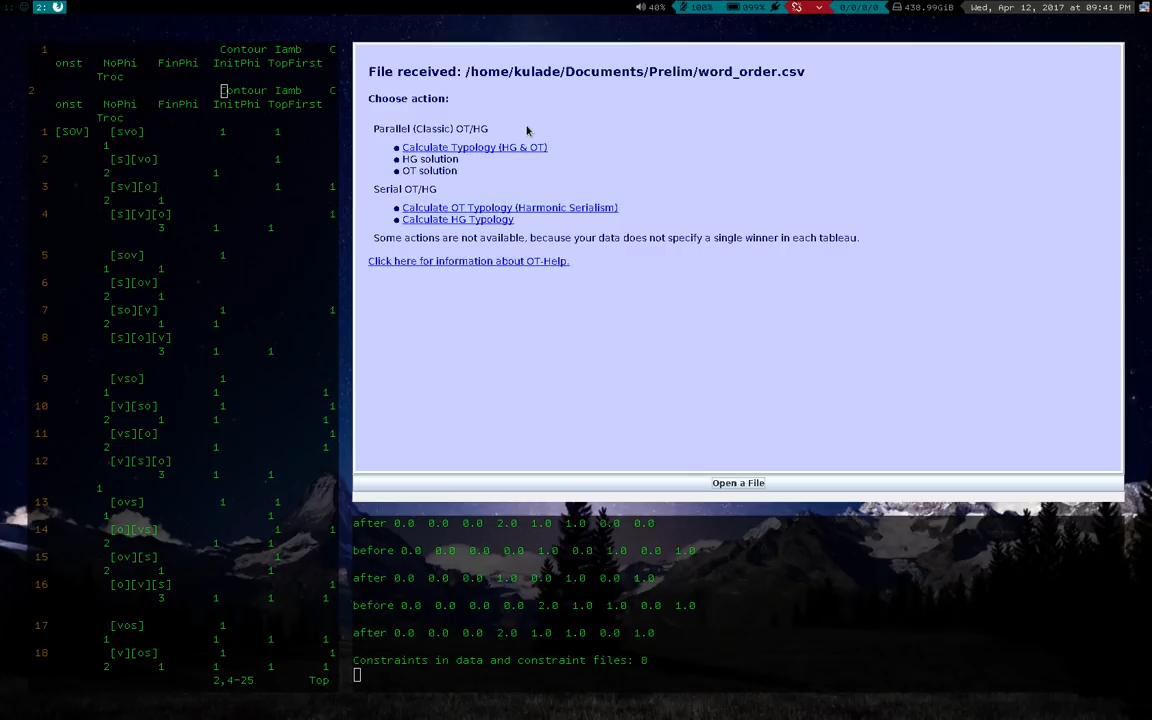 1: 2: 40% 100% 099% 0/0/0/0 438.99GiB Wed, Apr 12, 2017 at 09:41 PM
1 Contour Iamb C
onst NoPhi FinPhi InitPhi TopFirst
Troc
2 Contour Iamb C
onst NoPhi FinPhi InitPhi TopFirst
Troc
1 [SOV] [svo] 1 1
1
2 [s][vo] 1
2 1
3 [sv][o] 1 1
2 1
4 [s][v][o] 1
3 1 1
5 [sov] 1
1 1
6 [s][ov]
2 1
7 [so][v] 1 1
2 1 1
8 [s][o][v] 1
3 1 1
9 [vso] 1
1 1 1
10 [v][so] 1 1
2 1 1 1
11 [vs][o] 1
2 1 1
12 [v][s][o] 1
3 1 1
1
13 [ovs] 1 1
1 1
14 [o][vs] 1 1
2 1 1
15 [ov][s] 1
2 1 1
16 [o][v][s] 1 1
3 1 1
17 [vos] 1
1 1 1 1
18 [v][os] 1
2 1 1 1
2,4-25 Top
File received: /home/kulade/Documents/Prelim/word_order.csv
Choose action:
Parallel (Classic) OT/HG
Calculate Typology (HG & OT)
HG solution
OT solution
Serial OT/HG
Calculate OT Typology (Harmonic Serialism)
Calculate HG Typology
Some actions are not available, because your data does not specify a single winner in each tableau.
Click here for information about OT-Help.
Open a File
after 0.0 0.0 0.0 2.0 1.0 1.0 0.0 0.0
before 0.0 0.0 0.0 0.0 1.0 0.0 1.0 0.0 1.0
after 0.0 0.0 0.0 1.0 0.0 1.0 0.0 1.0
before 0.0 0.0 0.0 0.0 2.0 1.0 1.0 0.0 1.0
after 0.0 0.0 0.0 2.0 1.0 1.0 0.0 1.0
Constraints in data and constraint files: 8